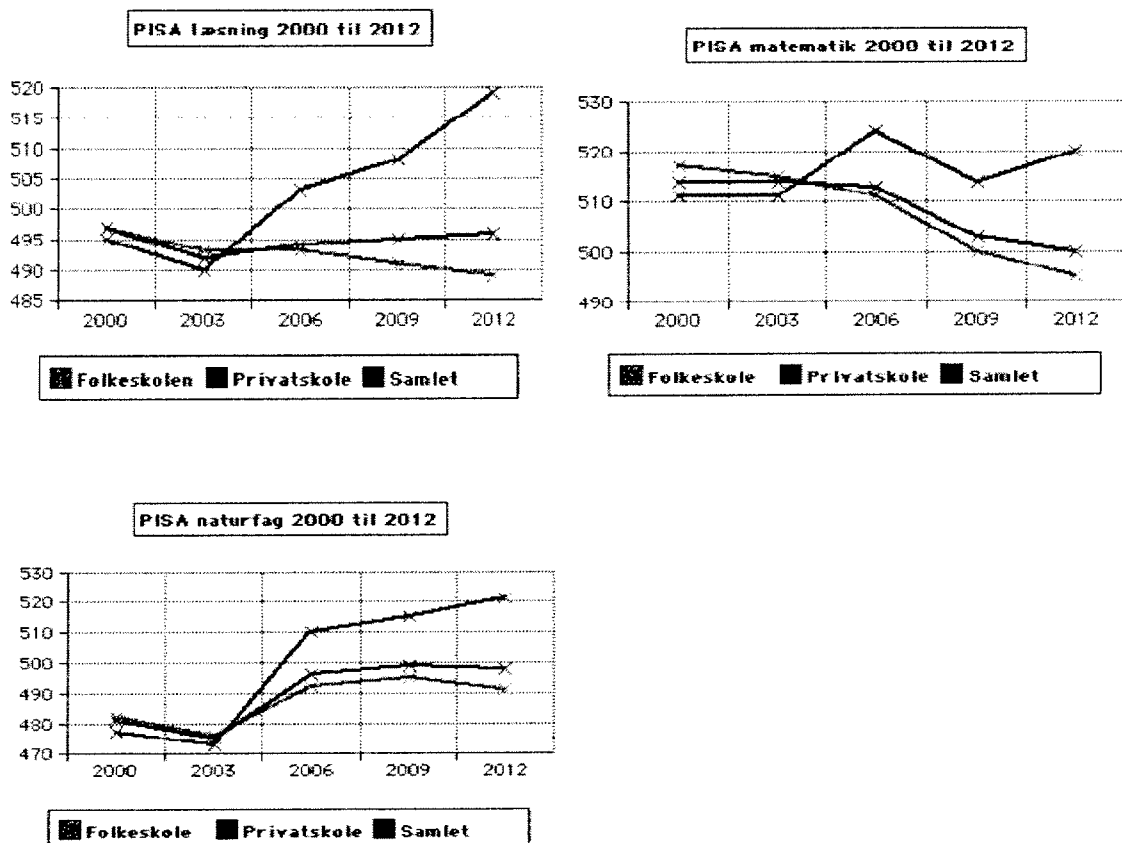 PISA læsning 2000 til 2012
520
515
510
505
500
495
490
485
2000 2003 2006 2009 2012
Folkeskolen Privatskole Samlet
PISA matematik 2000 til 2012
530
520
510
500
490
2000 2003 2006 2009 2012
Folkeskole Privatskole Samlet
PISA naturfag 2000 til 2012
530
520
510
500
490
480
470
2000 2003 2006 2009 2012
Folkeskole Privatskole Samlet